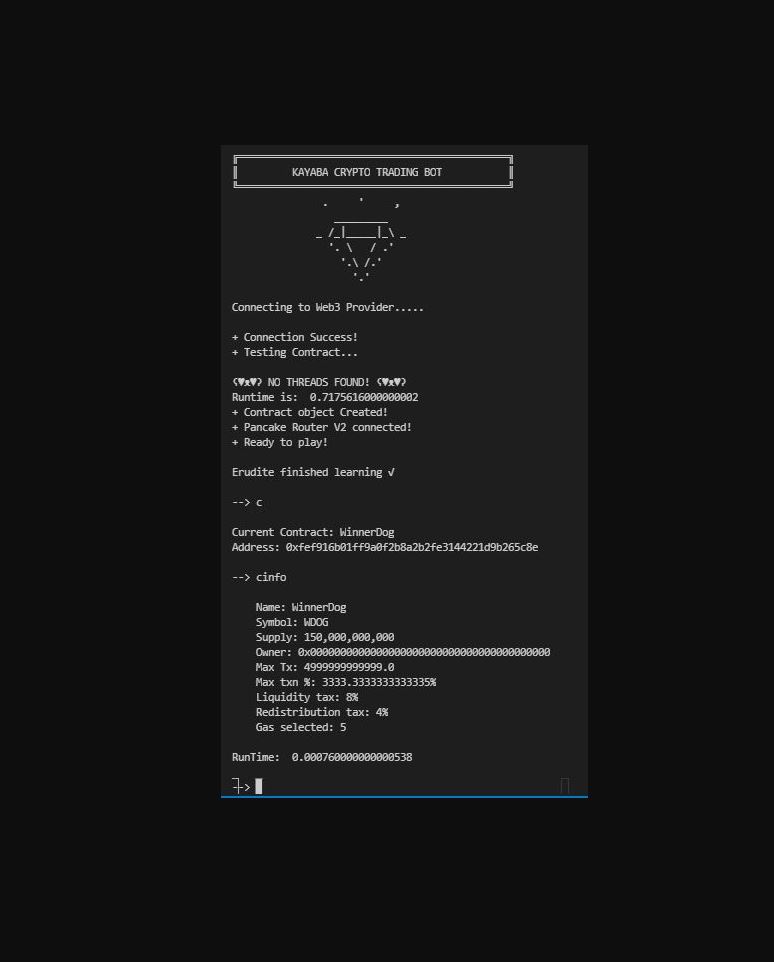 KAYABA CRYPTO TRADING BOT
Connecting to Web3 Provider.....
+ Connection Success!
+ Testing Contract...
ʕ♥ᴥ♥ʔ NO THREADS FOUND! ʕ♥ᴥ♥ʔ
Runtime is:  0.7175616000000002
+ Contract object Created!
+ Pancake Router V2 connected!
+ Ready to play!
Erudite finished learning √
--> c
Current Contract: WinnerDog
Address: 0xfef916b01ff9a0f2b8a2b2fe3144221d9b265c8e
--> cinfo
Name: WinnerDog
Symbol: WDOG
Supply: 150,000,000,000
Owner: 0x0000000000000000000000000000000000000000
Max Tx: 4999999999999.0
Max txn %: 3333.3333333333335%
Liquidity tax: 8%
Redistribution tax: 4%
Gas selected: 5
RunTime:  0.000760000000000538
-->